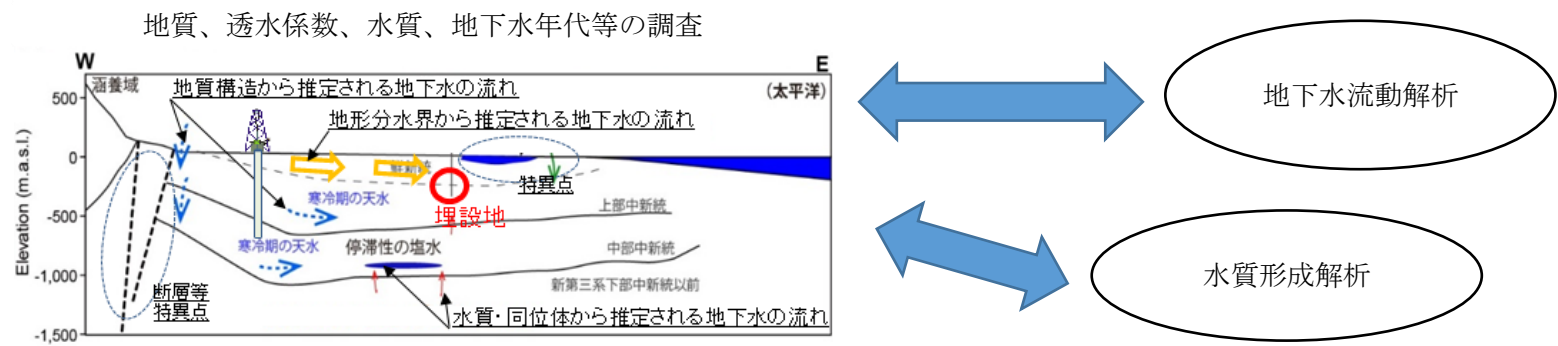 地質、透水係数、水質、地下水年代等の調査
W
E
涵養域
地質構造から推定される地下水の流れ
(太平洋)
500
地形分水界から推定される地下水の流れ
地下水流動解析
Elevation (m.a.s.l.)
0
鮮新統
特異点
寒冷期の天水
上部中新統
-500
埋設地
寒冷期の天水
停滞性の塩水
中部中新統
水質形成解析
-1,000
新第三系下部中新統以前
断層等
特異点
水質・同位体から推定される地下水の流れ
-1,500